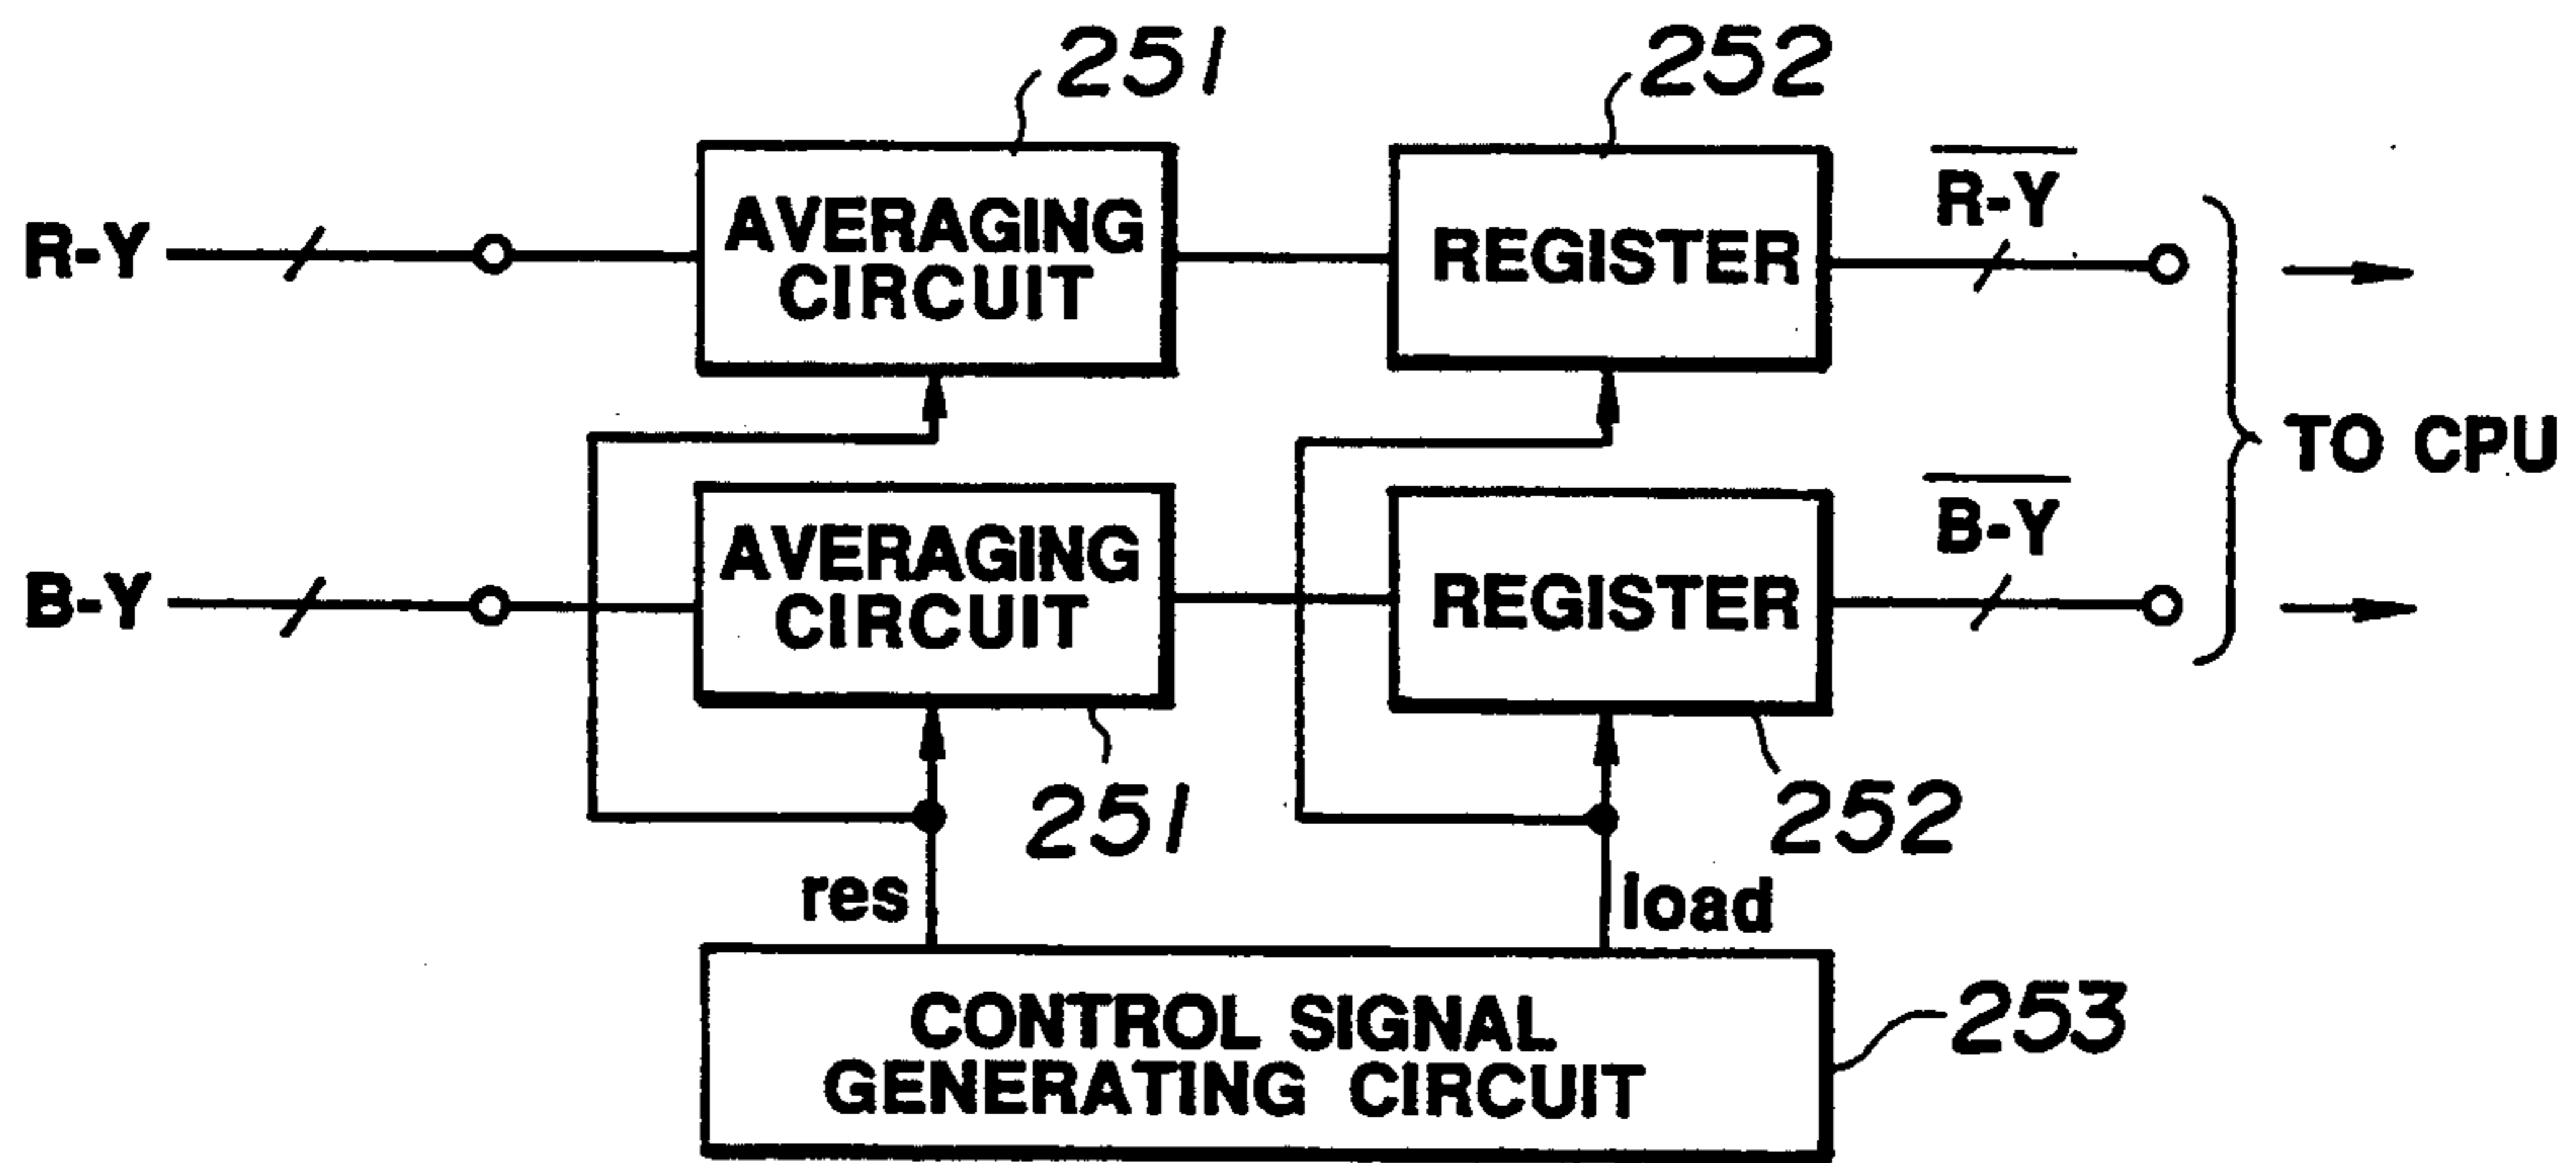 251
252
R-Y
AVERAGING
CIRCUIT
REGISTER
R-Y
TO CPU
B-Y
AVERAGING
CIRCUIT
REGISTER
B-Y
251
252
res
load
CONTROL SIGNAL
GENERATING CIRCUIT
253